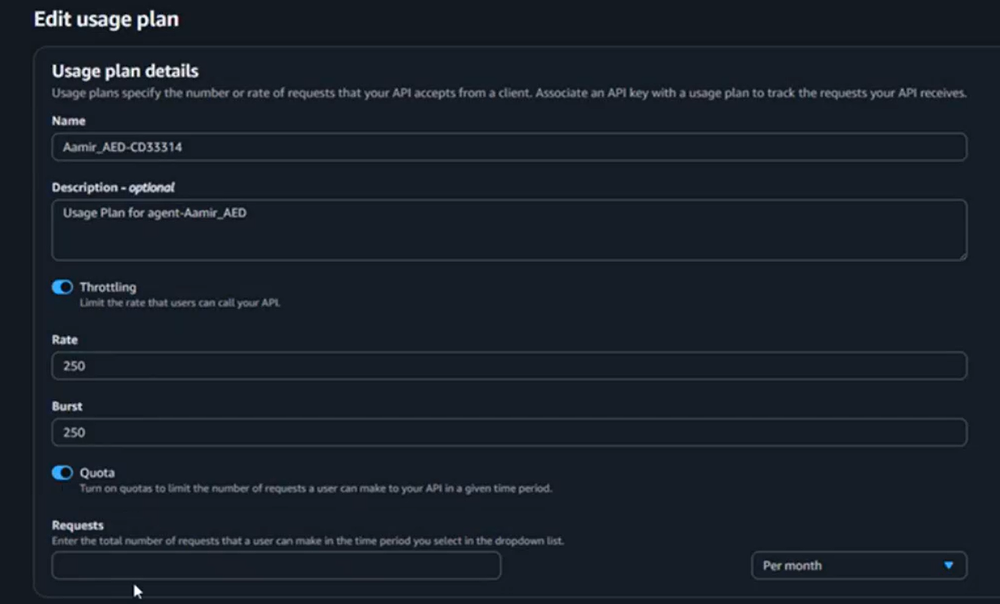 Edit usage plan
Usage plan details
Usage plans specify the number or rate of requests that your API accepts from a client. Associate an API key with a usage plan to track the requests your API receives.
Name
Aamir_AED-CD33314
Description - optional
Usage Plan for agent-Aamir_AED
Throttling
Limit the rate that users can call your API.
Rate
250
Burst
250
Quota
Turn on quotas to limit the number of requests a user can make to your API in a given time period.
Requests
Enter the total number of requests that a user can make in the time period you select in the dropdown list.
Per month